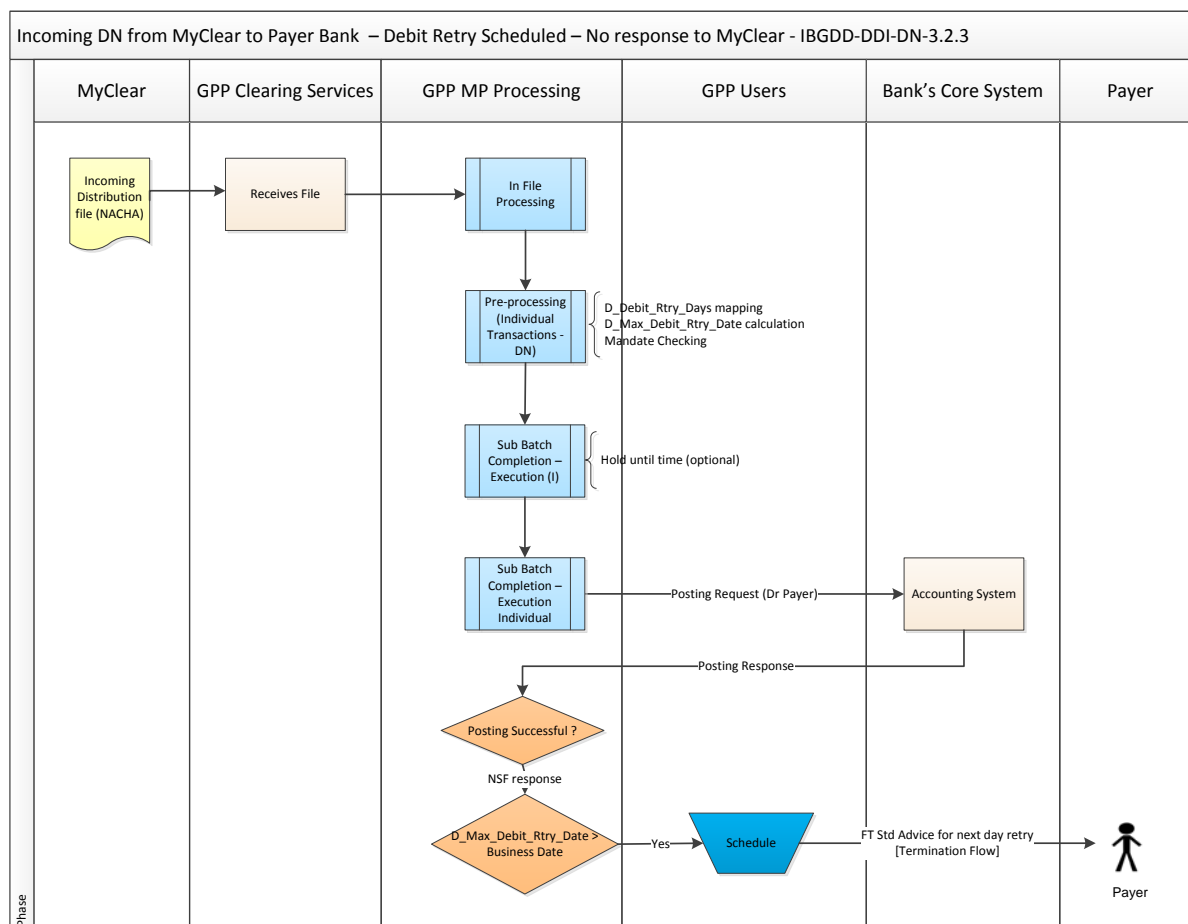 Incoming DN from MyClear to Payer Bank – Debit Retry Scheduled – No response to MyClear - IBGDD-DDI-DN-3.2.3
MyClear
GPP Clearing Services
GPP MP Processing
GPP Users
Bank's Core System
Payer
Incoming
Distribution
file (NACHA)
Receives File
In File
Processing
Pre-processing
(Individual
Transactions -
DN)
D_Debit_Rtry_Days mapping
D_Max_Debit_Rtry_Date calculation
Mandate Checking
Sub Batch
Completion –
Execution (I)
Hold until time (optional)
Sub Batch
Completion –
Execution
Individual
Posting Request (Dr Payer)
Accounting System
Posting Response
Posting Successful ?
NSF response
D_Max_Debit_Rtry_Date >
Business Date
Yes
Schedule
FT Std Advice for next day retry
[Termination Flow]
Payer
Phase